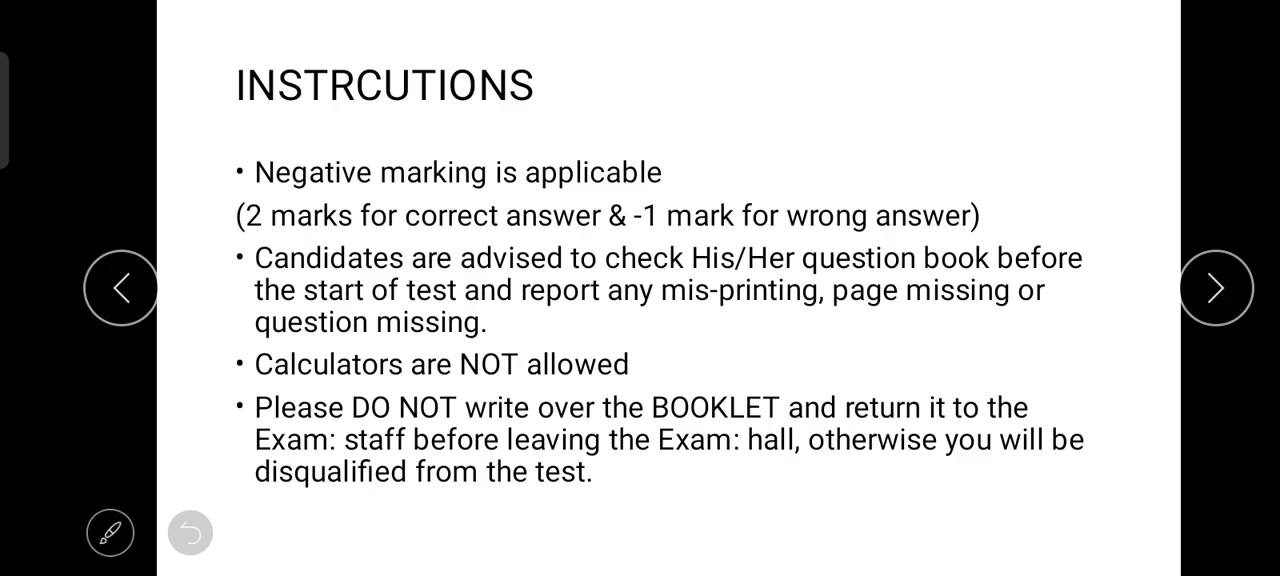 INSTRCUTIONS
• Negative marking is applicable
(2 marks for correct answer & -1 mark for wrong answer)
• Candidates are advised to check His/Her question book before
the start of test and report any mis-printing, page missing or
question missing.
• Calculators are NOT allowed
• Please DO NOT write over the BOOKLET and return it to the
Exam: staff before leaving the Exam: hall, otherwise you will be
disqualified from the test.